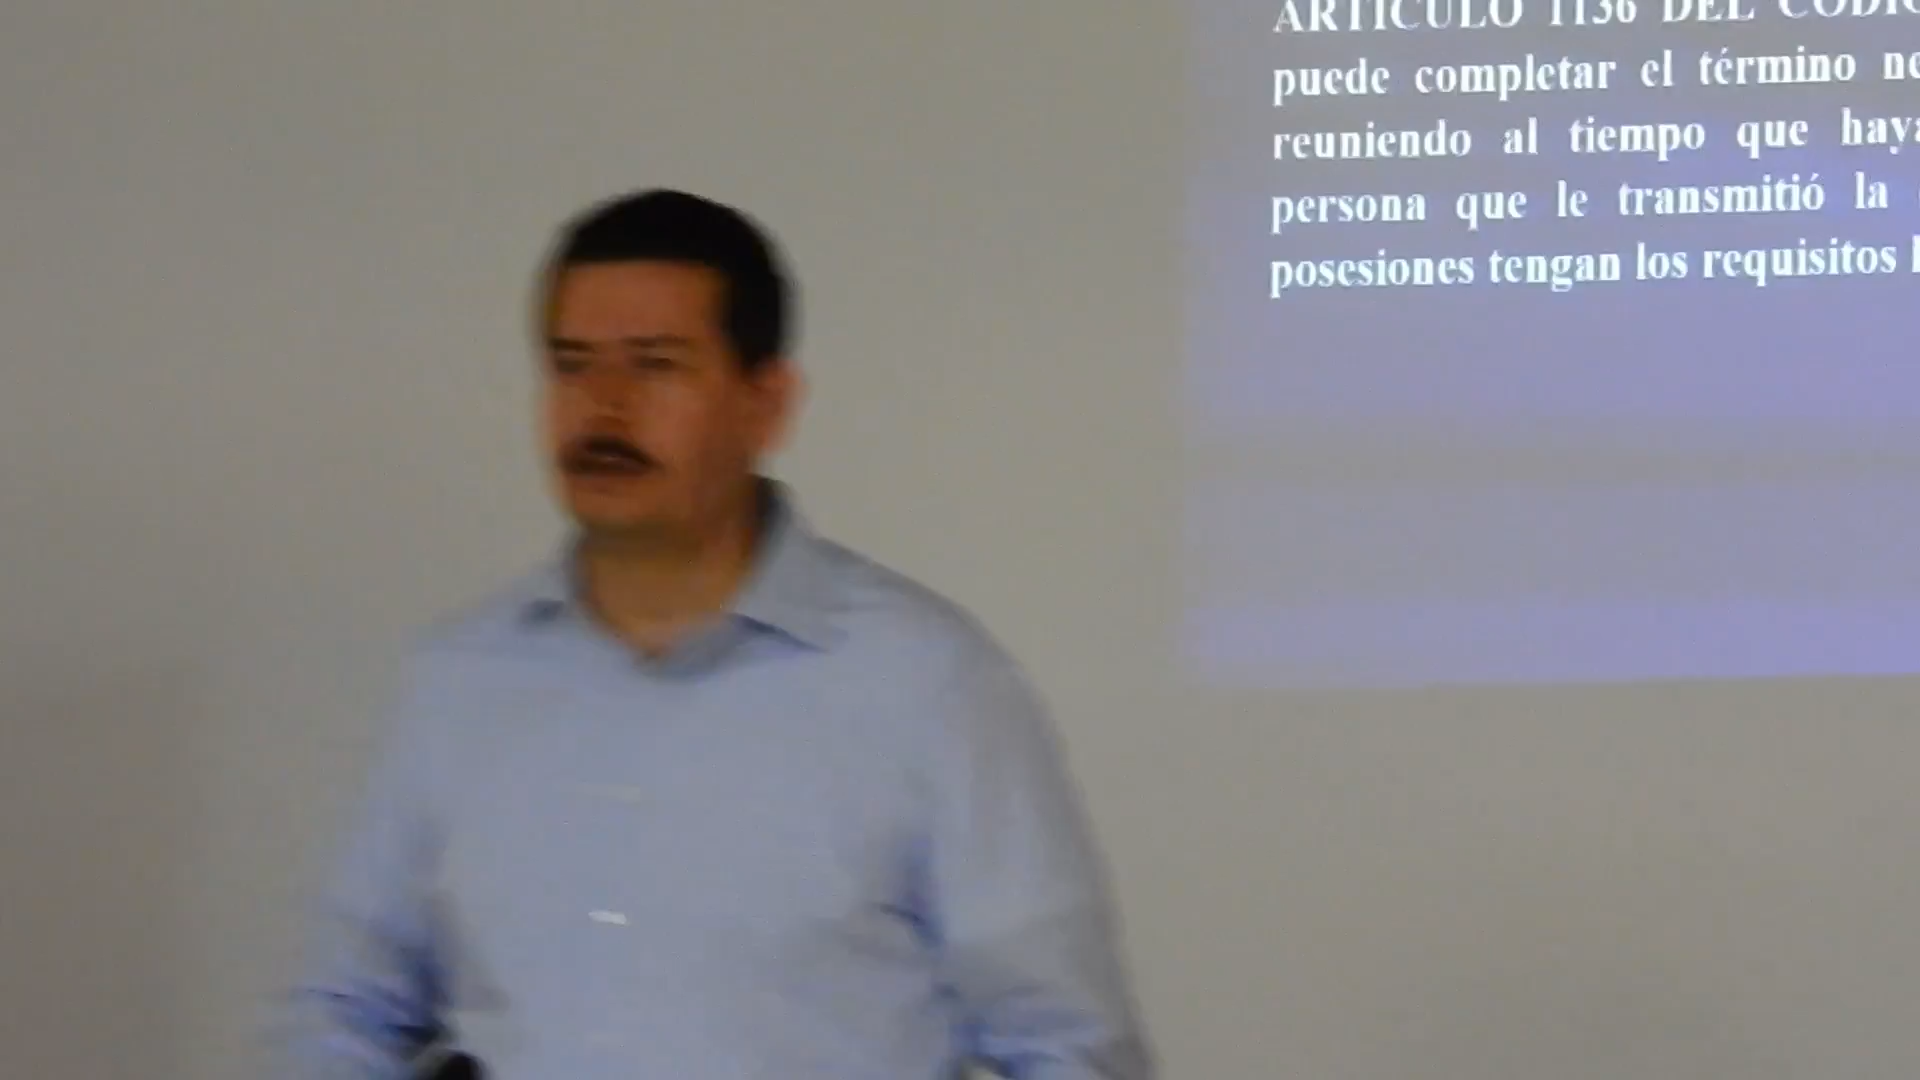 ARTICULO 1136 DEL
puede completar el término
reuniendo al tiempo que
persona que le transmitió la
posesiones tengan los requisitos